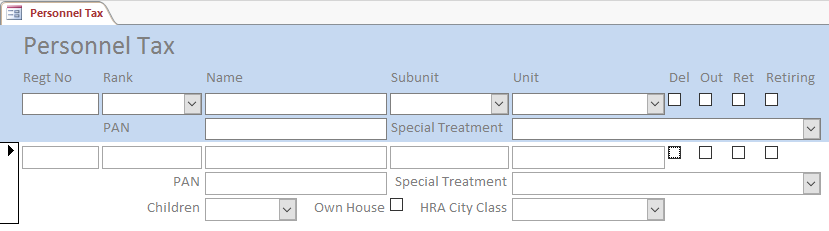 Personnel Tax
Personnel Tax
Regt No Rank Name Subunit Unit Del Out Ret Retiring
PAN Special Treatment
PAN Special Treatment
Children Own House HRA City Class